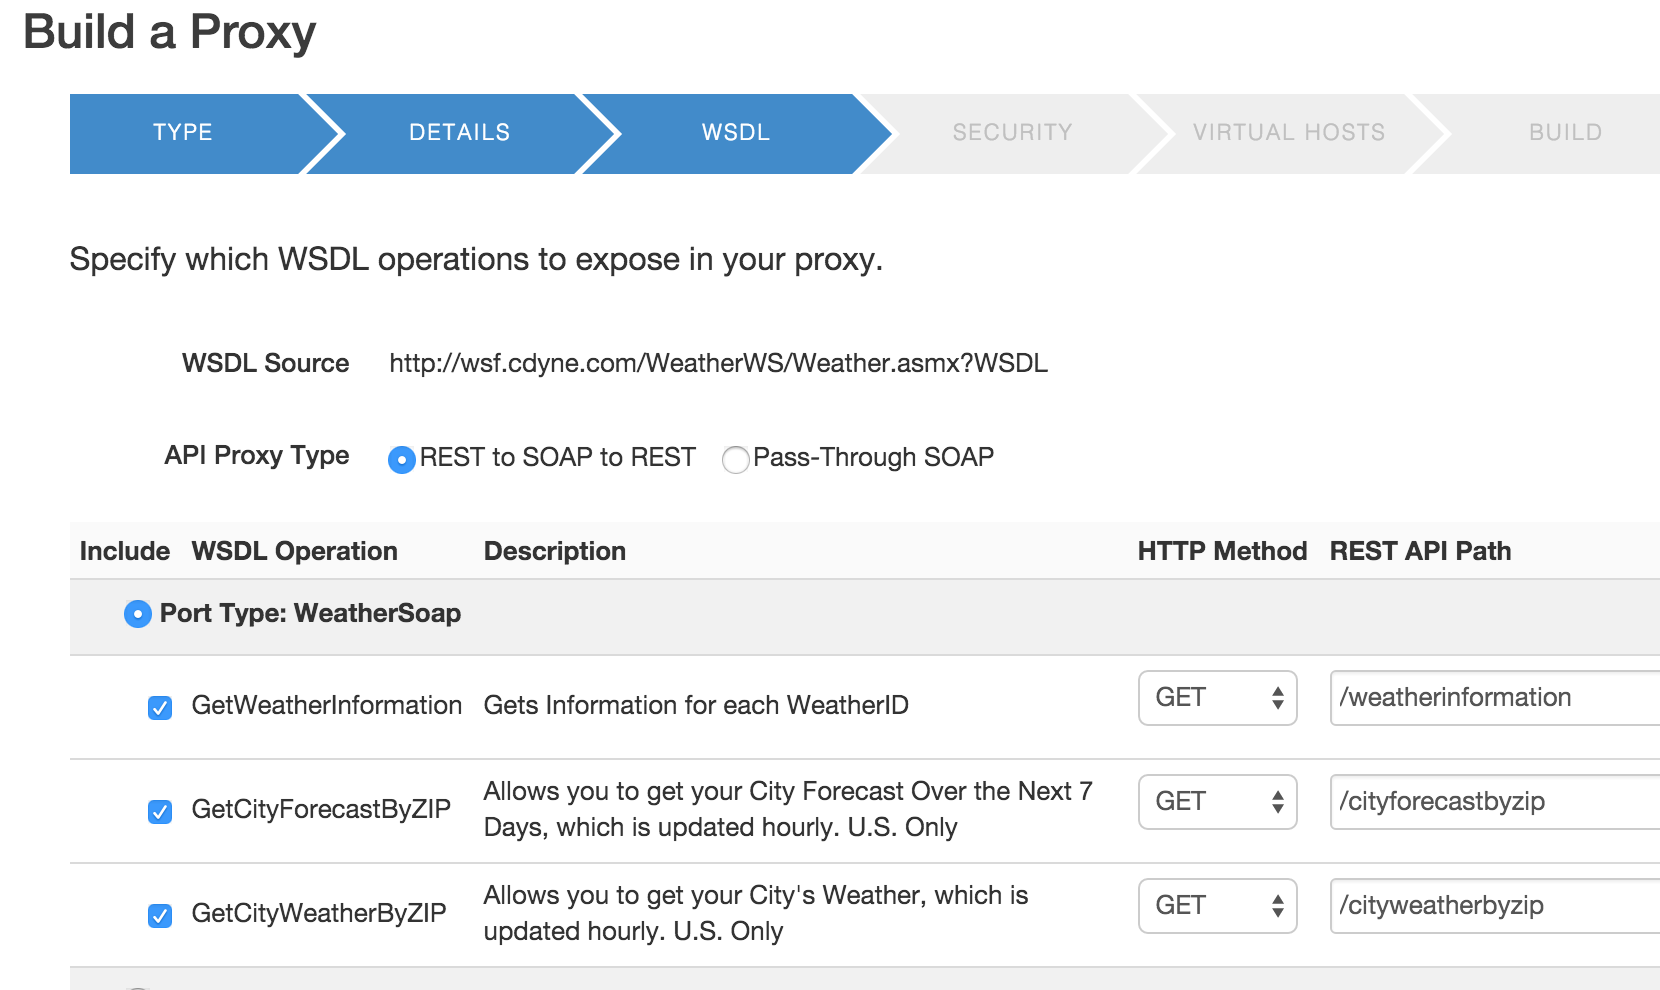 Build a Proxy
TYPE DETAILS WSDL SECURITY VIRTUAL HOSTS BUILD
Specify which WSDL operations to expose in your proxy.
WSDL Source http://wsf.cdyne.com/WeatherWS/Weather.asmx?WSDL
API Proxy Type REST to SOAP to REST Pass-Through SOAP
Include WSDL Operation Description HTTP Method REST API Path
Port Type: WeatherSoap
GetWeatherInformation Gets Information for each WeatherID GET /weatherinformation
GetCityForecastByZIP Allows you to get your City Forecast Over the Next 7
Days, which is updated hourly. U.S. Only GET /cityforecastbyzip
GetCityWeatherByZIP Allows you to get your City's Weather, which is
updated hourly. U.S. Only GET /cityweatherbyzip